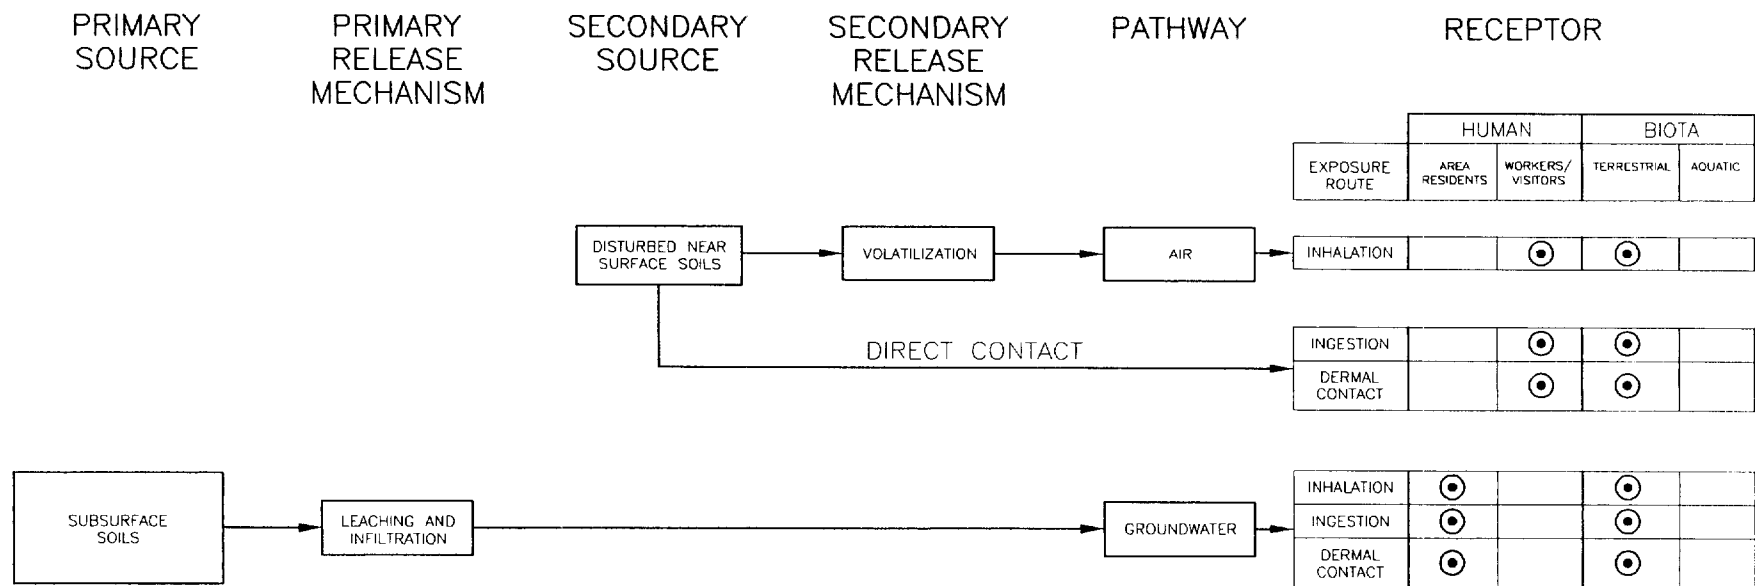 PRIMARY
SOURCE
PRIMARY
RELEASE
MECHANISM
SECONDARY
SOURCE
SECONDARY
RELEASE
MECHANISM
PATHWAY
RECEPTOR
HUMAN
BIOTA
EXPOSURE
ROUTE
AREA
RESIDENTS
WORKERS/
VISITORS
TERRESTRIAL
AQUATIC
DISTURBED NEAR
SURFACE SOILS
VOLATILIZATION
AIR
INHALATION
DIRECT CONTACT
INGESTION
DERMAL
CONTACT
SUBSURFACE
SOILS
LEACHING AND
INFILTRATION
GROUNDWATER
INHALATION
INGESTION
DERMAL
CONTACT